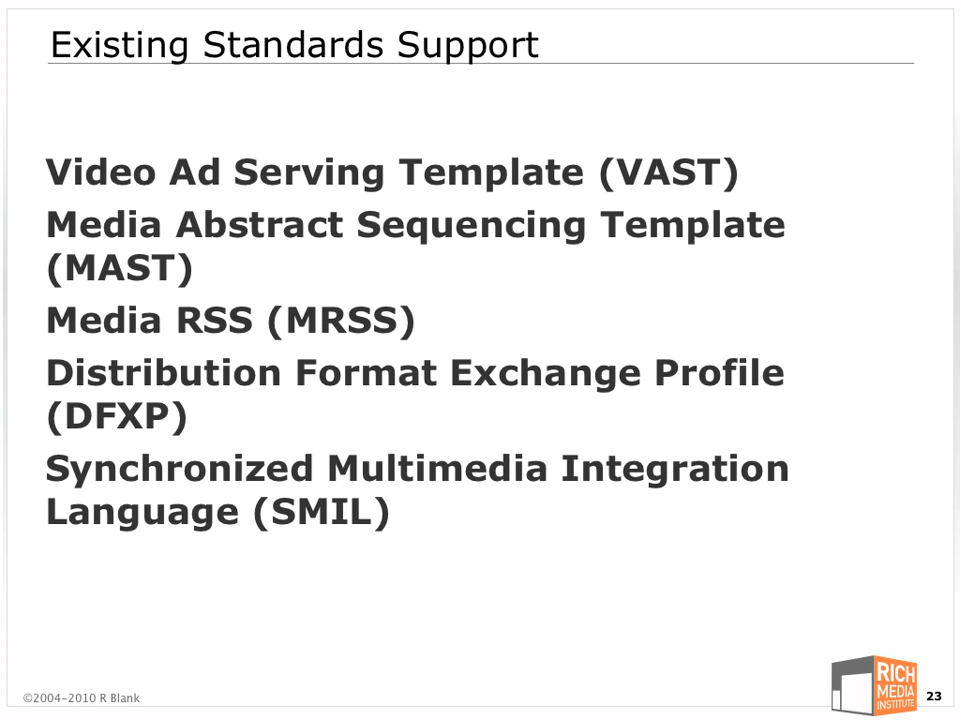 Existing Standards Support
Video Ad Serving Template (VAST)
Media Abstract Sequencing Template
(MAST)
Media RSS (MRSS)
Distribution Format Exchange Profile
(DFXP)
Synchronized Multimedia Integration
Language (SMIL)
©2004-2010 R Blank
RICH
MEDIA
INSTITUTE
23